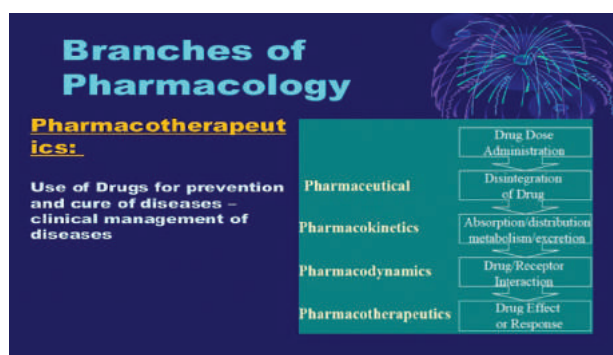 Branches of
Pharmacology
Pharmacotherapeut
ics:
Use of Drugs for prevention
and cure of diseases –
clinical management of
diseases
Drug Dose
Administration
Pharmaceutical
Disintegration
of Drug
Pharmacokinetics
Absorption/distribution
metabolism/excretion
Pharmacodynamics
Drug/Receptor
Interaction
Pharmacotherapeutics
Drug Effect
or Response